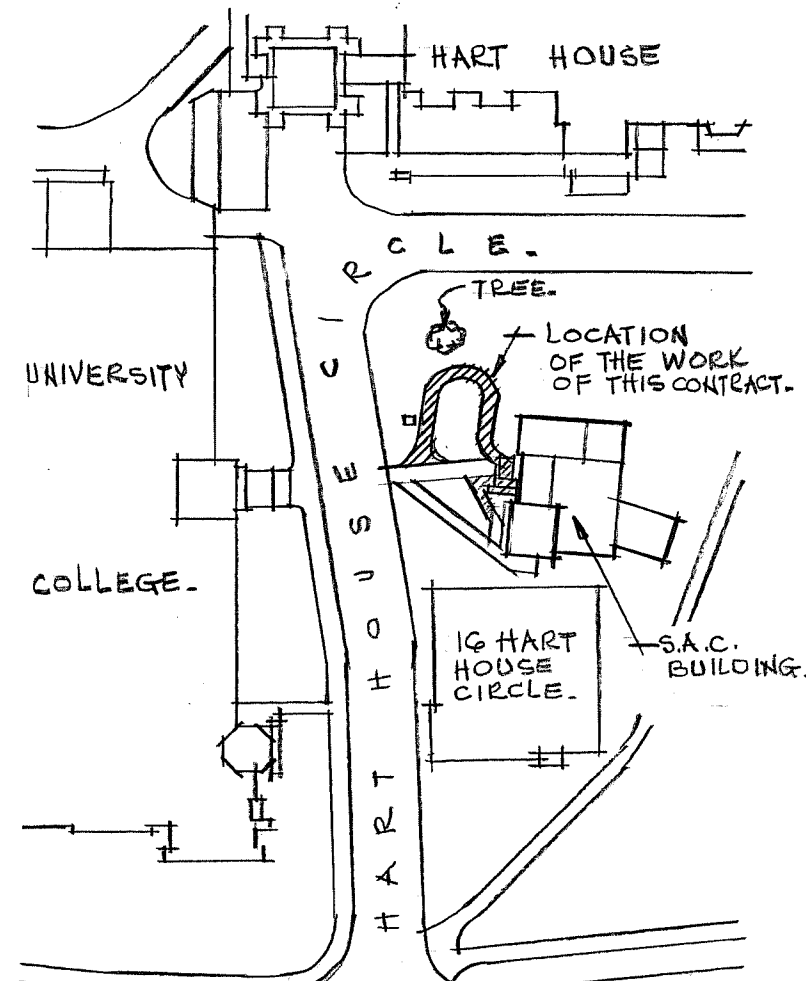 HART HOUSE
HART HOUSE CIRCLE.
TREE.
LOCATION
OF THE WORK
OF THIS CONTRACT.
UNIVERSITY
COLLEGE.
16 HART
HOUSE
CIRCLE.
S.A.C.
BUILDING.